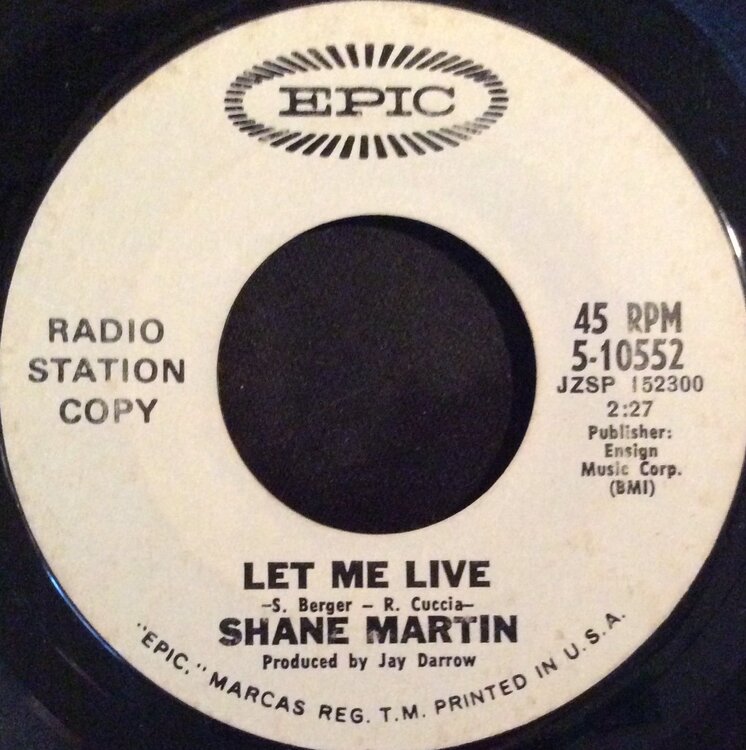 EPIC
RADIO
STATION
COPY
45 RPM
5-10552
JZSP 152300
2:27
Publisher:
Ensign
Music Corp.
(BMI)
LET ME LIVE
-S. Berger - R. Cuccia-
SHANE MARTIN
Produced by Jay Darrow
"EPIC," MARCAS REG. T.M. PRINTED IN U.S.A.